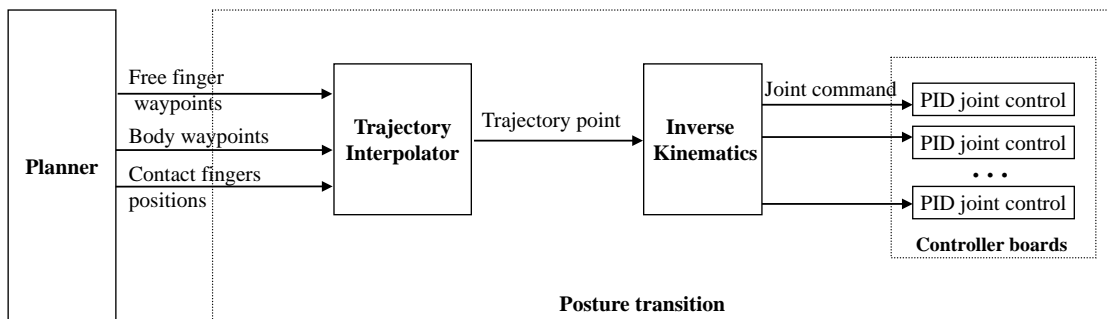 Planner
Free finger
waypoints
Body waypoints
Contact fingers
positions
Trajectory
Interpolator
Trajectory point
Inverse
Kinematics
Joint command
PID joint control
PID joint control
• • •
PID joint control
Controller boards
Posture transition